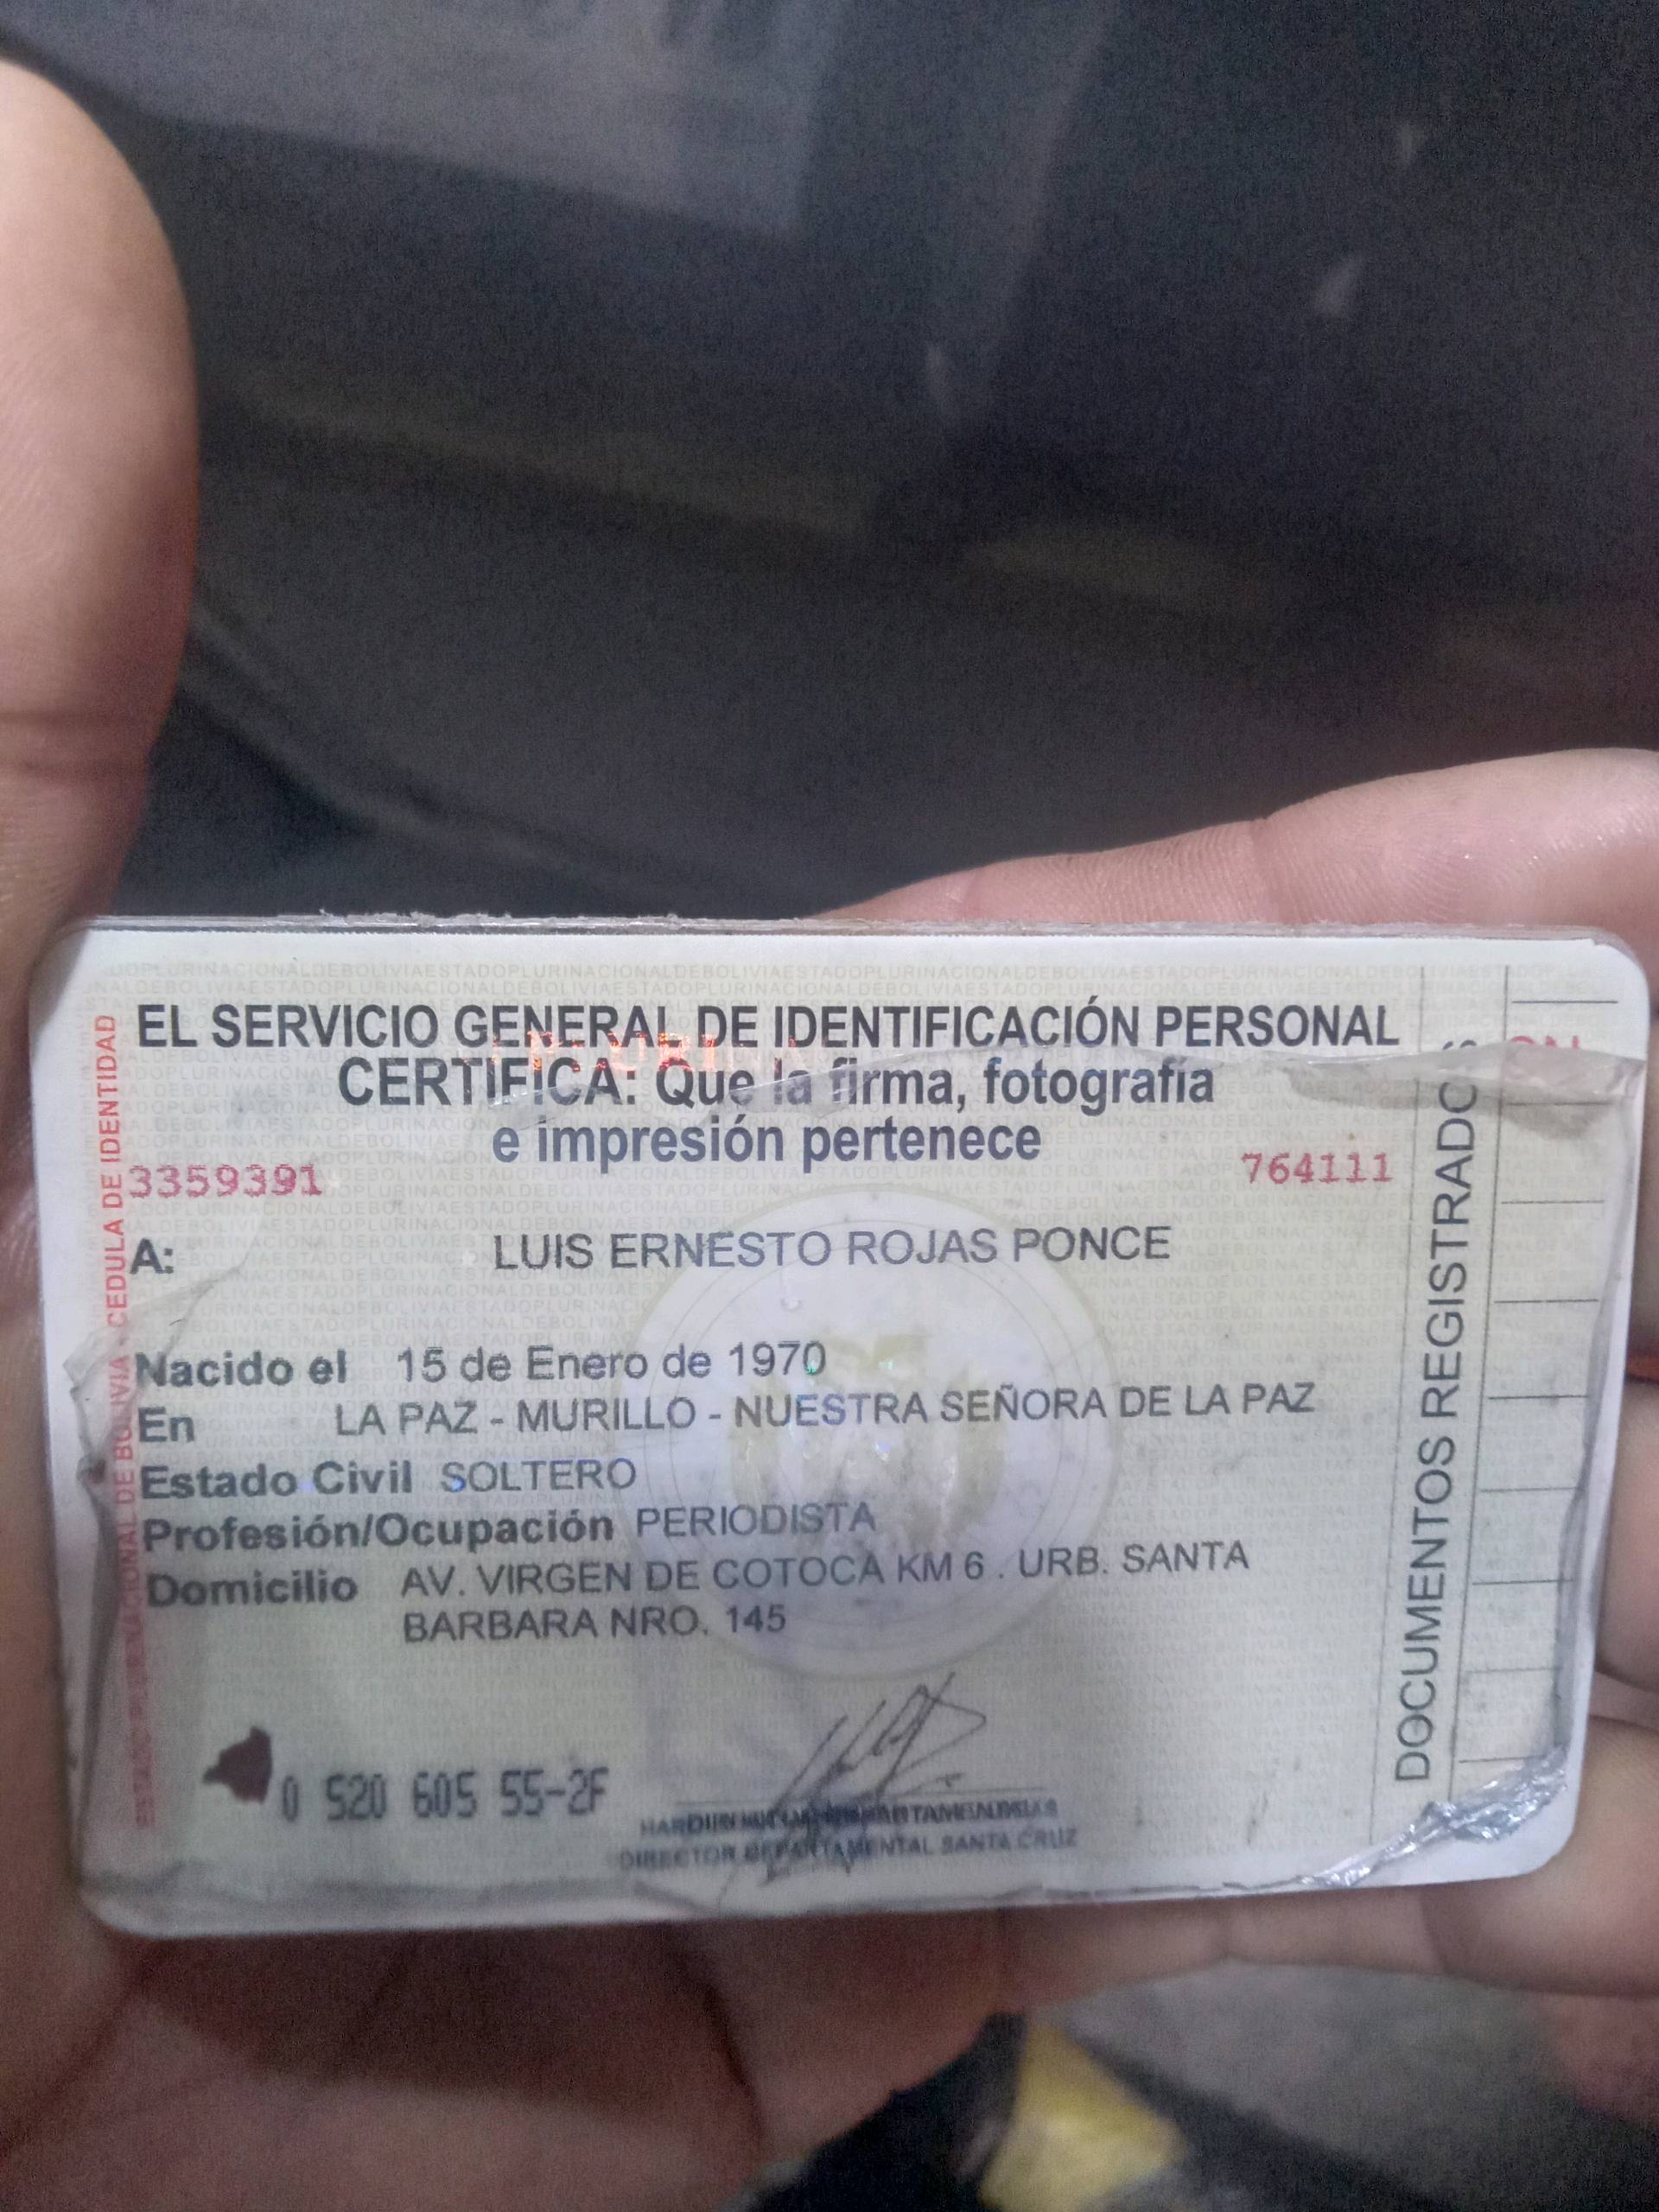 EL SERVICIO GENERAL DE IDENTIFICACIÓN PERSONAL
CERTIFICA: Que la firma, fotografía
e impresión pertenece
3359391
764111
A: LUIS ERNESTO ROJAS PONCE
Nacido el 15 de Enero de 1970
En LA PAZ - MURILLO - NUESTRA SEÑORA DE LA PAZ
Estado Civil SOLTERO
Profesión/Ocupación PERIODISTA
Domicilio AV. VIRGEN DE COTOCA KM 6 . URB. SANTA
BARBARA NRO. 145
0 520 605 55-2F
DIRECTOR DEPARTAMENTAL SANTA CRUZ
ESTADO PLURINACIONAL DE BOLIVIA - CEDULA DE IDENTIDAD
DOCUMENTOS REGISTRADOS